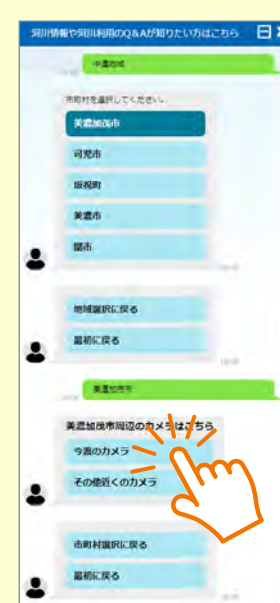 河川情報や河川利用のQ&Aが知りたい方はこちら
中濃地域
市町村を選択してください。
美濃加茂市
可児市
坂祝町
美濃市
関市
地域選択に戻る
最初に戻る
美濃加茂市
美濃加茂市周辺のカメラはこちら
今渡のカメラ
その他近くのカメラ
市町村選択に戻る
最初に戻る